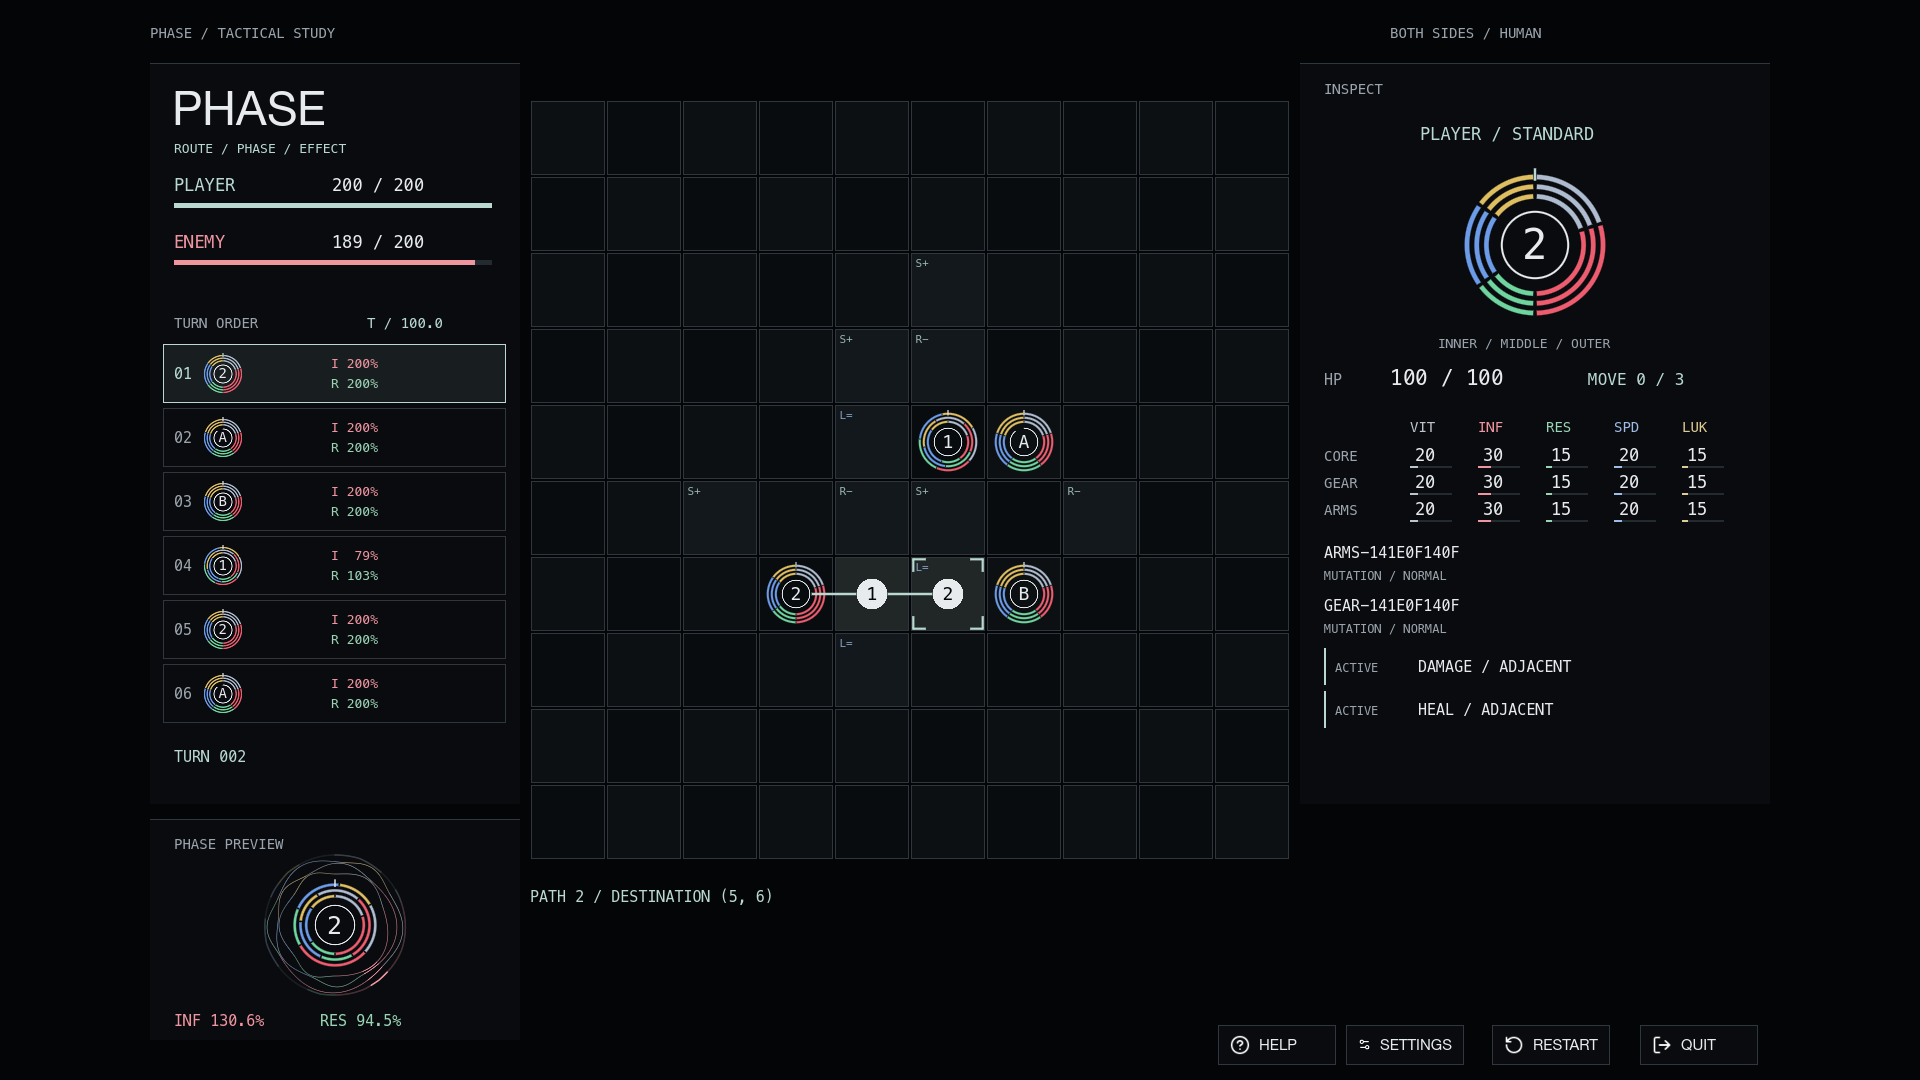 PHASE / TACTICAL STUDY
BOTH SIDES / HUMAN
PHASE
ROUTE / PHASE / EFFECT
PLAYER 200 / 200
ENEMY 189 / 200
TURN ORDER T / 100.0
01 2 I 200%
R 200%
02 A I 200%
R 200%
03 B I 200%
R 200%
04 1 I 79%
R 103%
05 2 I 200%
R 200%
06 A I 200%
R 200%
TURN 002
PHASE PREVIEW
2
INF 130.6% RES 94.5%
S+
S+ R−
L= 1 A
S+ R− S+ R−
L=
2 1 2 B
L=
PATH 2 / DESTINATION (5, 6)
INSPECT
PLAYER / STANDARD
2
INNER / MIDDLE / OUTER
HP 100 / 100 MOVE 0 / 3
VIT INF RES SPD LUK
CORE 20 30 15 20 15
GEAR 20 30 15 20 15
ARMS 20 30 15 20 15
ARMS−141E0F140F
MUTATION / NORMAL
GEAR−141E0F140F
MUTATION / NORMAL
ACTIVE DAMAGE / ADJACENT
ACTIVE HEAL / ADJACENT
HELP SETTINGS RESTART QUIT